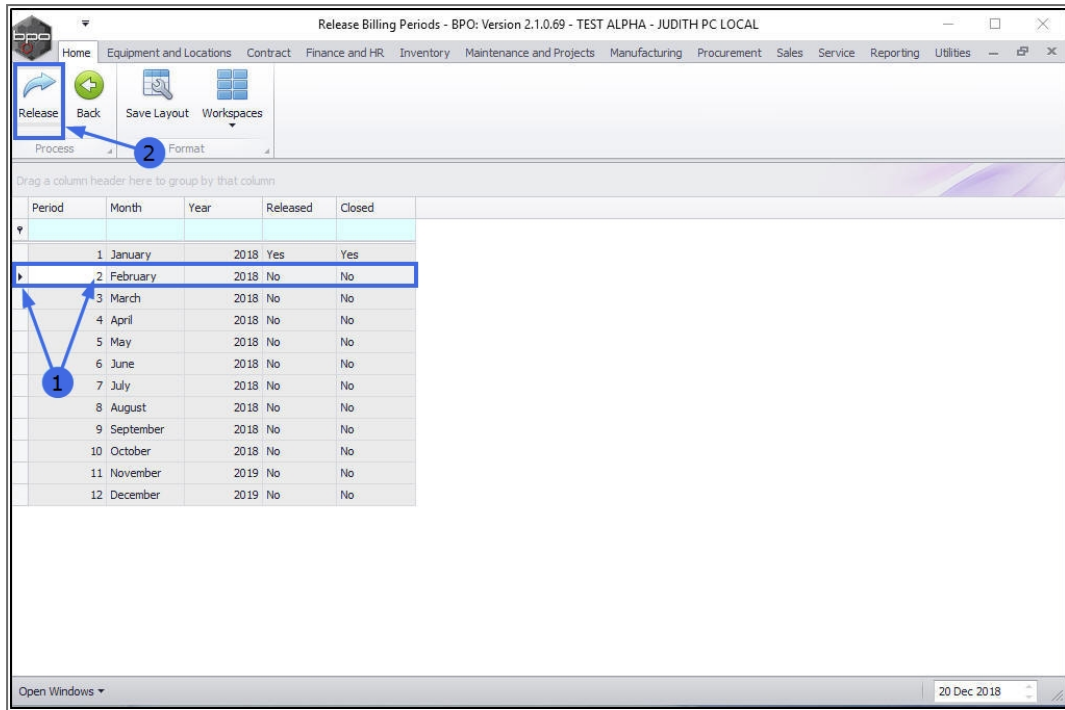 Release Billing Periods - BPO: Version 2.1.0.69 - TEST ALPHA - JUDITH PC LOCAL
bpo
Home Equipment and Locations Contract Finance and HR Inventory Maintenance and Projects Manufacturing Procurement Sales Service Reporting Utilities
Release Back Save Layout Workspaces
Process Format
2
Drag a column header here to group by that column
Period Month Year Released Closed
1 January 2018 Yes Yes
2 February 2018 No No
3 March 2018 No No
4 April 2018 No No
5 May 2018 No No
6 June 2018 No No
1
7 July 2018 No No
8 August 2018 No No
9 September 2018 No No
10 October 2018 No No
11 November 2019 No No
12 December 2019 No No
Open Windows 20 Dec 2018